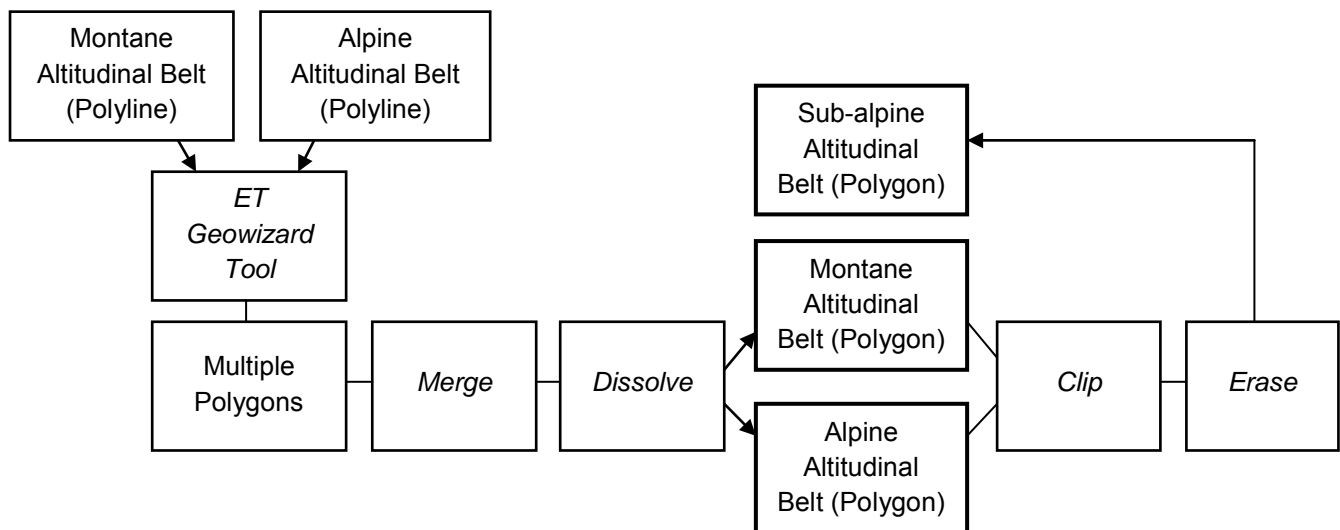 Montane
Altitudinal Belt
(Polyline)
Alpine
Altitudinal Belt
(Polyline)
ET
Geowizard
Tool
Multiple
Polygons
Merge
Dissolve
Sub-alpine
Altitudinal
Belt (Polygon)
Montane
Altitudinal
Belt (Polygon)
Alpine
Altitudinal
Belt (Polygon)
Clip
Erase